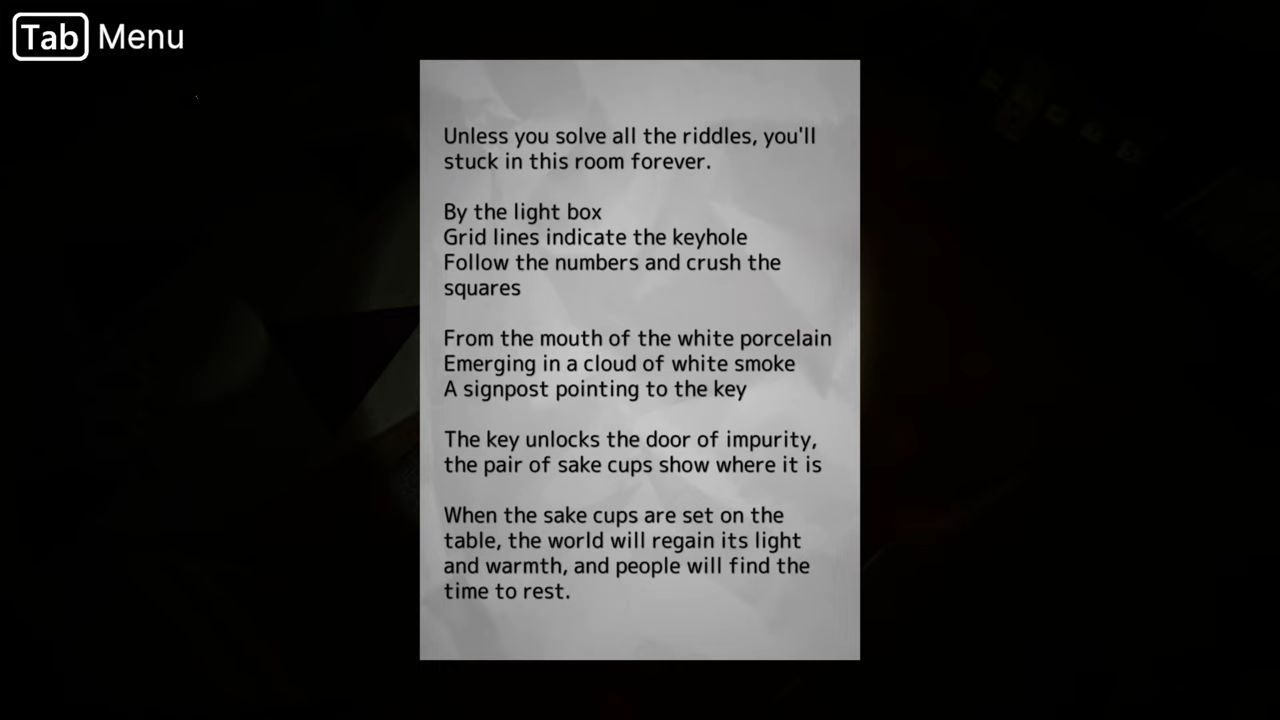 Tab Menu
Unless you solve all the riddles, you'll
stuck in this room forever.
By the light box
Grid lines indicate the keyhole
Follow the numbers and crush the
squares
From the mouth of the white porcelain
Emerging in a cloud of white smoke
A signpost pointing to the key
The key unlocks the door of impurity,
the pair of sake cups show where it is
When the sake cups are set on the
table, the world will regain its light
and warmth, and people will find the
time to rest.